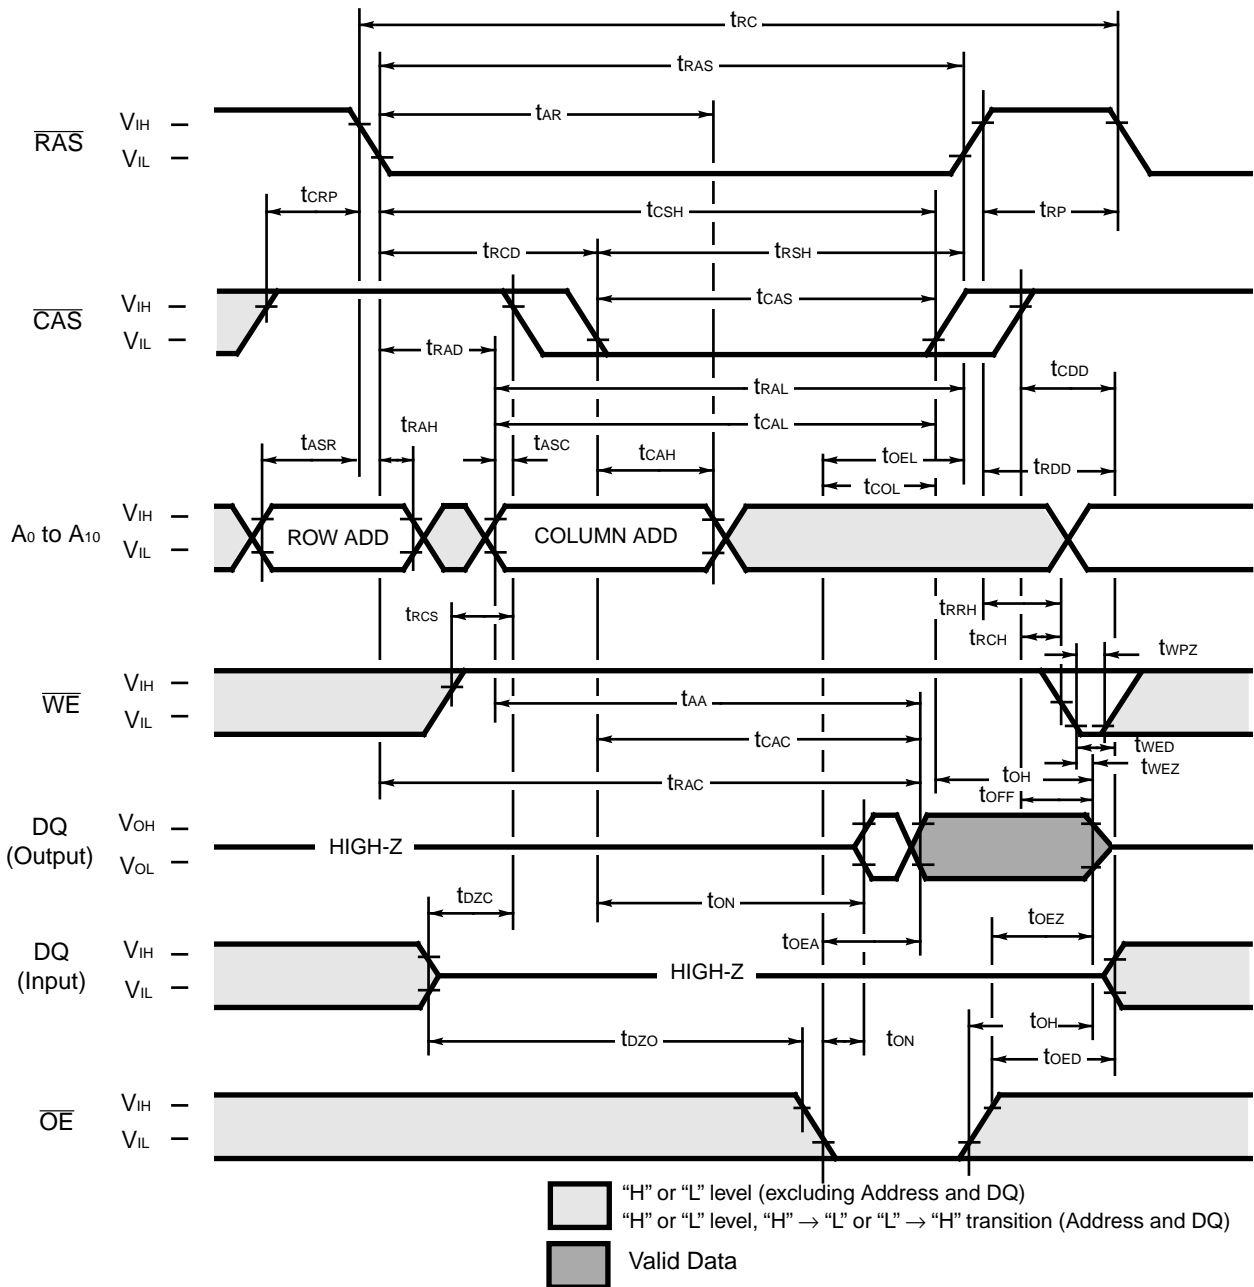 tRC
tRAS
tAR
RAS
VIH
VIL
tCRP
tCSH
tRP
tRCD
tRSH
CAS
VIH
VIL
tCAS
tRAD
tCDD
tRAL
tCAL
tRAH
tASR
tASC
tCAH
tOEL
tRDD
tCOL
A0 to A10
VIH
VIL
ROW ADD
COLUMN ADD
tRCS
tRRH
tRCH
tWPZ
WE
VIH
VIL
tAA
tCAC
tWED
tRAC
tOH
tWEZ
tOFF
DQ
(Output)
VOH
VOL
HIGH-Z
tDZC
tON
tOEZ
tOEA
DQ
(Input)
VIH
VIL
HIGH-Z
tOH
tDZO
tON
tOED
OE
VIH
VIL
“H” or “L” level (excluding Address and DQ)
“H” or “L” level, “H” → “L” or “L” → “H” transition (Address and DQ)
Valid Data